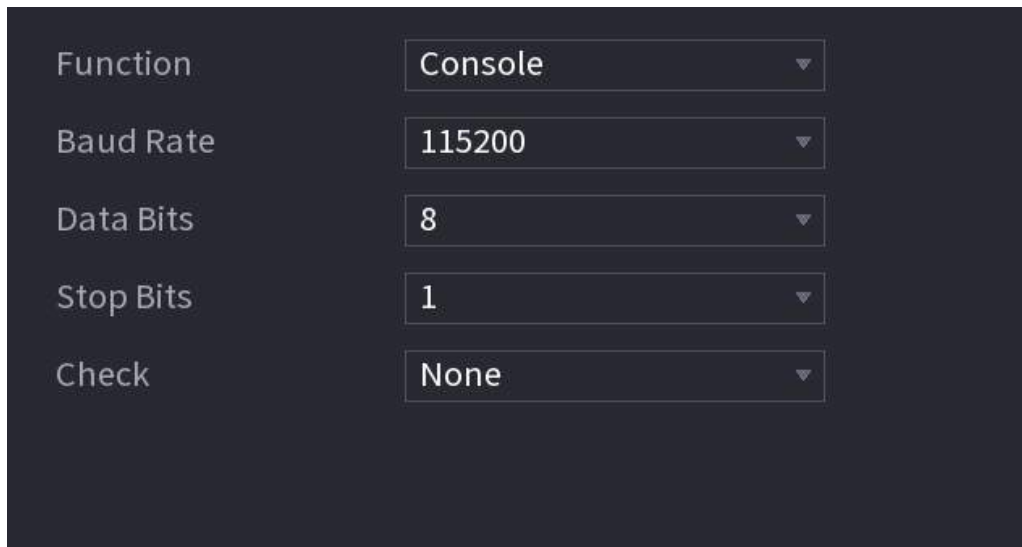 Function Console
Baud Rate 115200
Data Bits 8
Stop Bits 1
Check None